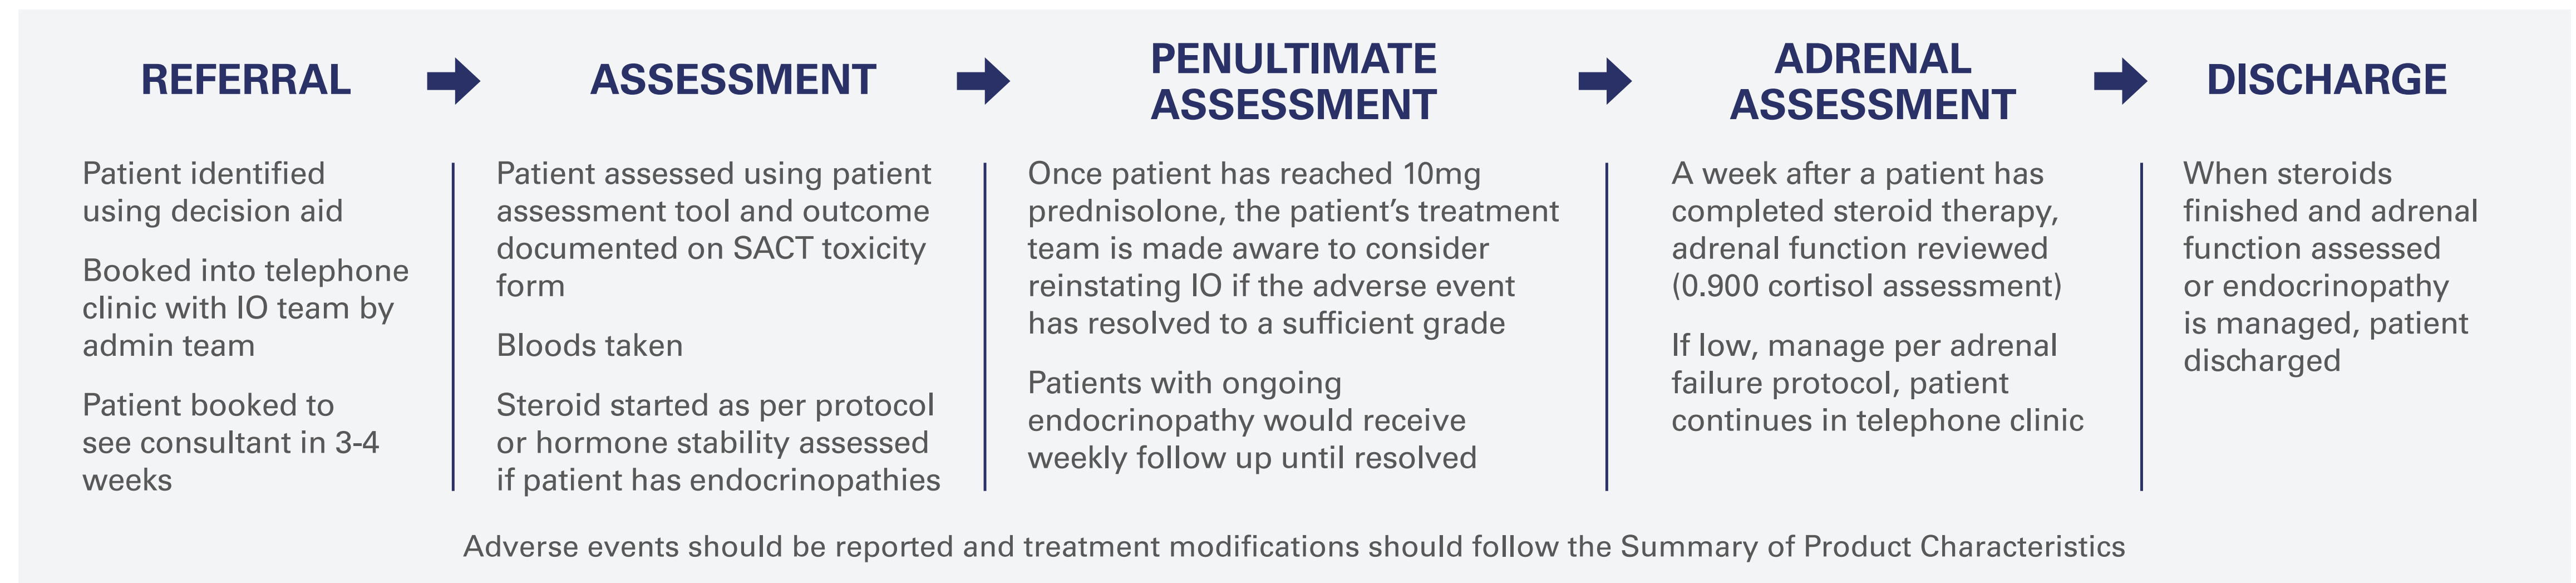 REFERRAL
Patient identified
using decision aid
Booked into telephone
clinic with IO team by
admin team
Patient booked to
see consultant in 3-4
weeks
ASSESSMENT
Patient assessed using patient
assessment tool and outcome
documented on SACT toxicity
form
Bloods taken
Steroid started as per protocol
or hormone stability assessed
if patient has endocrinopathies
PENULTIMATE
ASSESSMENT
Once patient has reached 10mg
prednisolone, the patient’s treatment
team is made aware to consider
reinstating IO if the adverse event
has resolved to a sufficient grade
Patients with ongoing
endocrinopathy would receive
weekly follow up until resolved
ADRENAL
ASSESSMENT
A week after a patient has
completed steroid therapy,
adrenal function reviewed
(0.900 cortisol assessment)
If low, manage per adrenal
failure protocol, patient
continues in telephone clinic
DISCHARGE
When steroids
finished and adrenal
function assessed
or endocrinopathy
is managed, patient
discharged
Adverse events should be reported and treatment modifications should follow the Summary of Product Characteristics